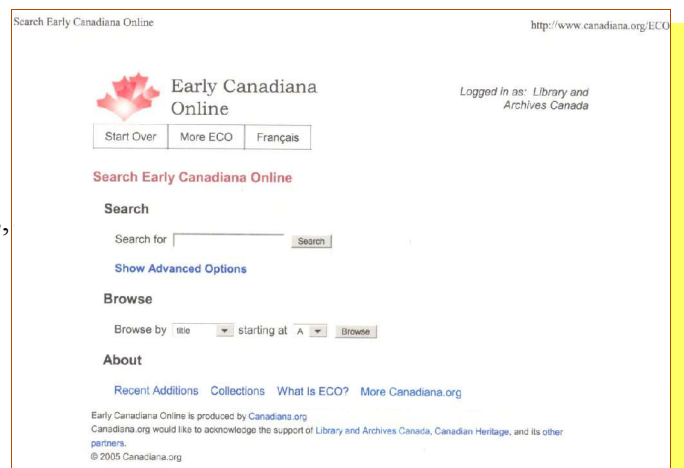 Search Early Canadiana Online http://www.canadiana.org/ECO
Early Canadiana
Online
Logged in as: Library and
Archives Canada
Start Over More ECO Français
Search Early Canadiana Online
Search
Search for Search
Show Advanced Options
Browse
Browse by title starting at A Browse
About
Recent Additions Collections What Is ECO? More Canadiana.org
Early Canadiana Online is produced by Canadiana.org
Canadiana.org would like to acknowledge the support of Library and Archives Canada, Canadian Heritage, and its other
partners.
© 2005 Canadiana.org